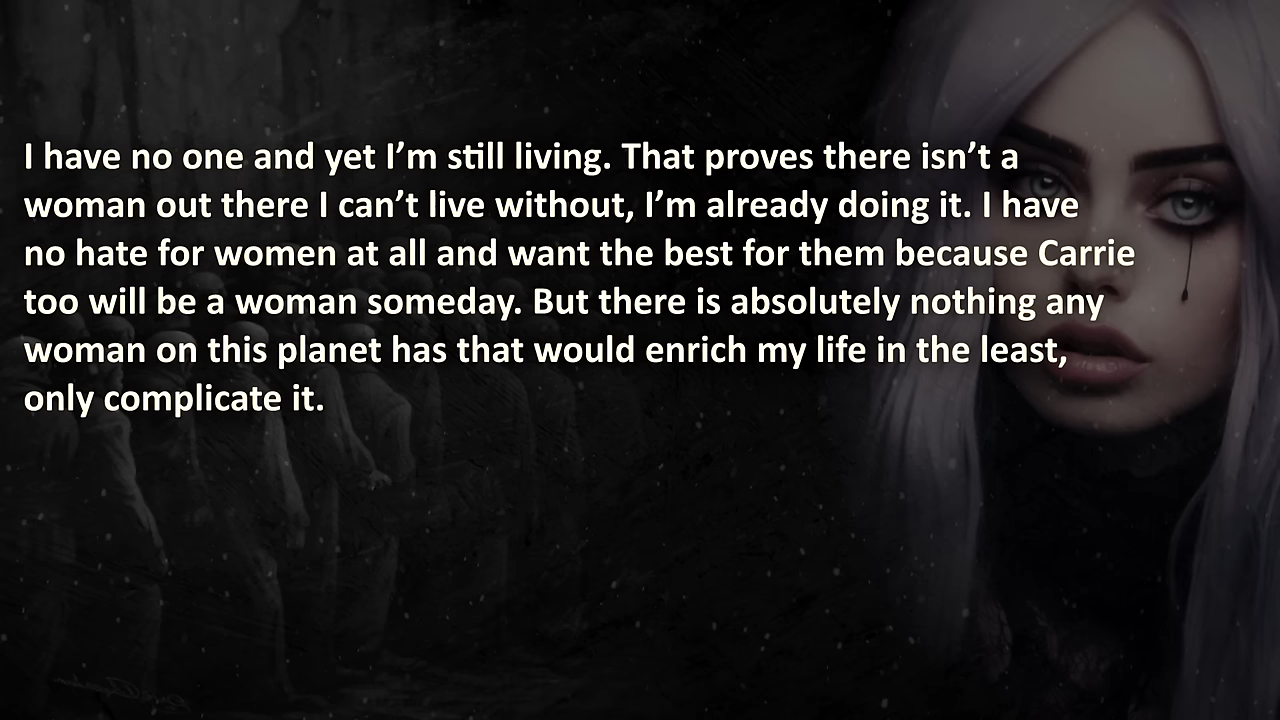 I have no one and yet I’m still living. That proves there isn’t a
woman out there I can’t live without, I’m already doing it. I have
no hate for women at all and want the best for them because Carrie
too will be a woman someday. But there is absolutely nothing any
woman on this planet has that would enrich my life in the least,
only complicate it.